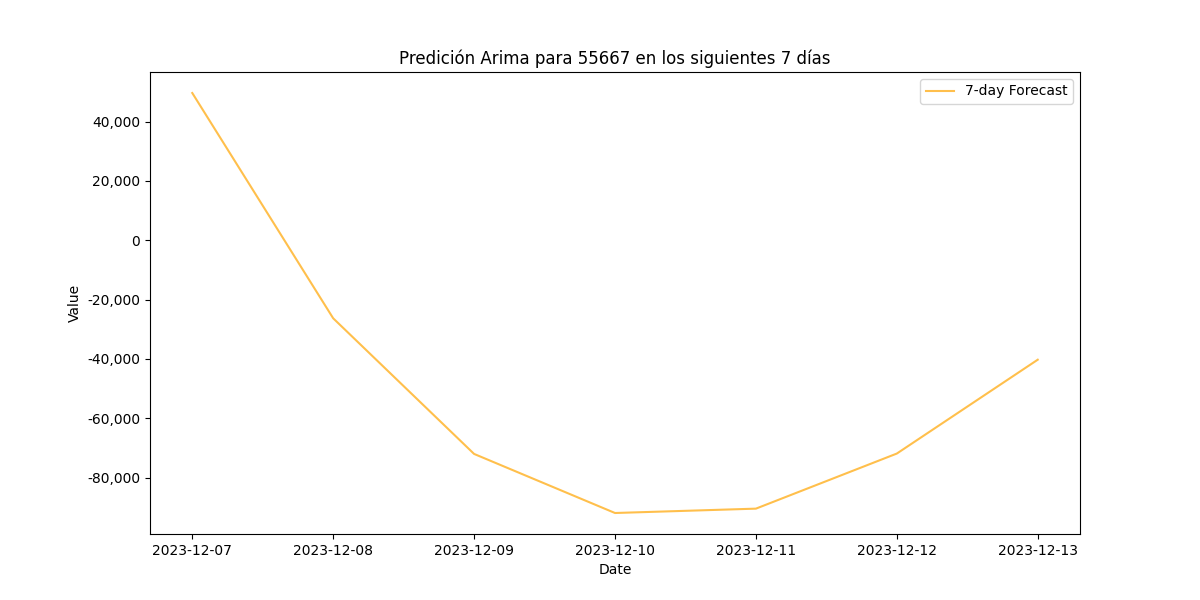 Predición Arima para 55667 en los siguientes 7 días
7-day Forecast
40,000
20,000
0
-20,000
-40,000
-60,000
-80,000
Value
2023-12-07 2023-12-08 2023-12-09 2023-12-10 2023-12-11 2023-12-12 2023-12-13
Date